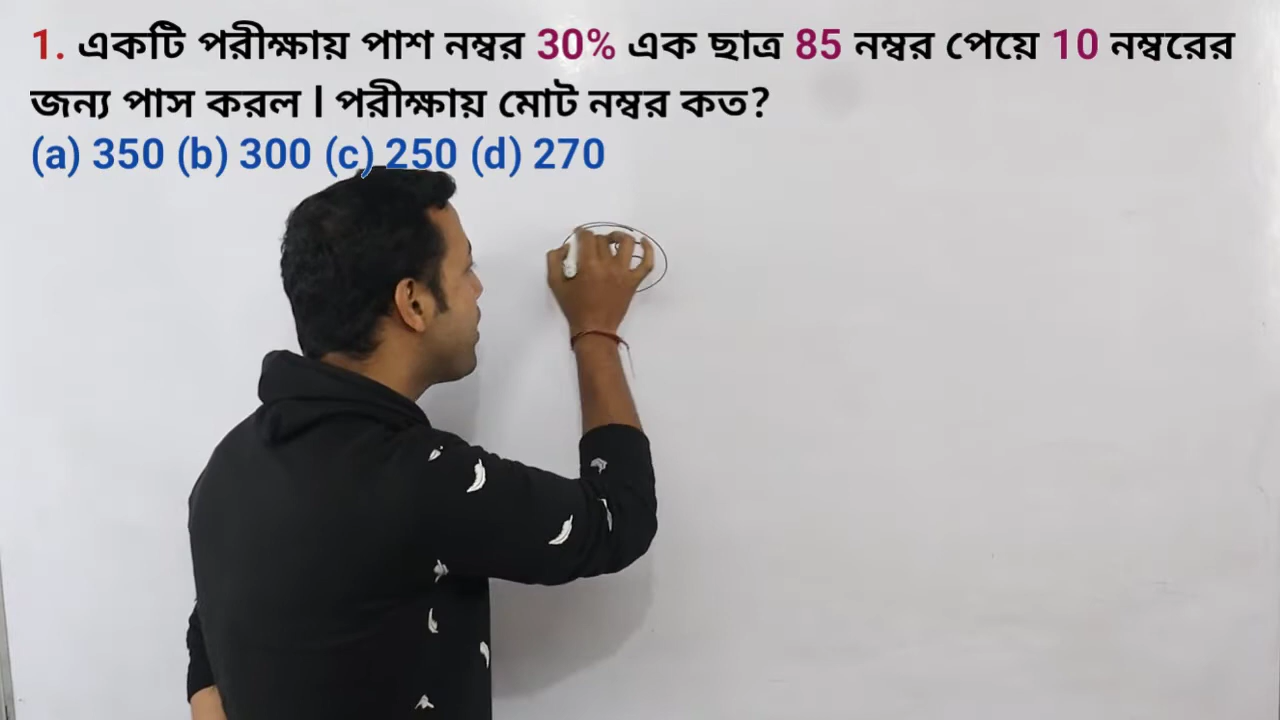 1. একটি পরীক্ষায় পাশ নম্বর 30% এক ছাত্র 85 নম্বর পেয়ে 10 নম্বরের
জন্য পাস করল। পরীক্ষায় মোট নম্বর কত?
(a) 350 (b) 300 (c) 250 (d) 270